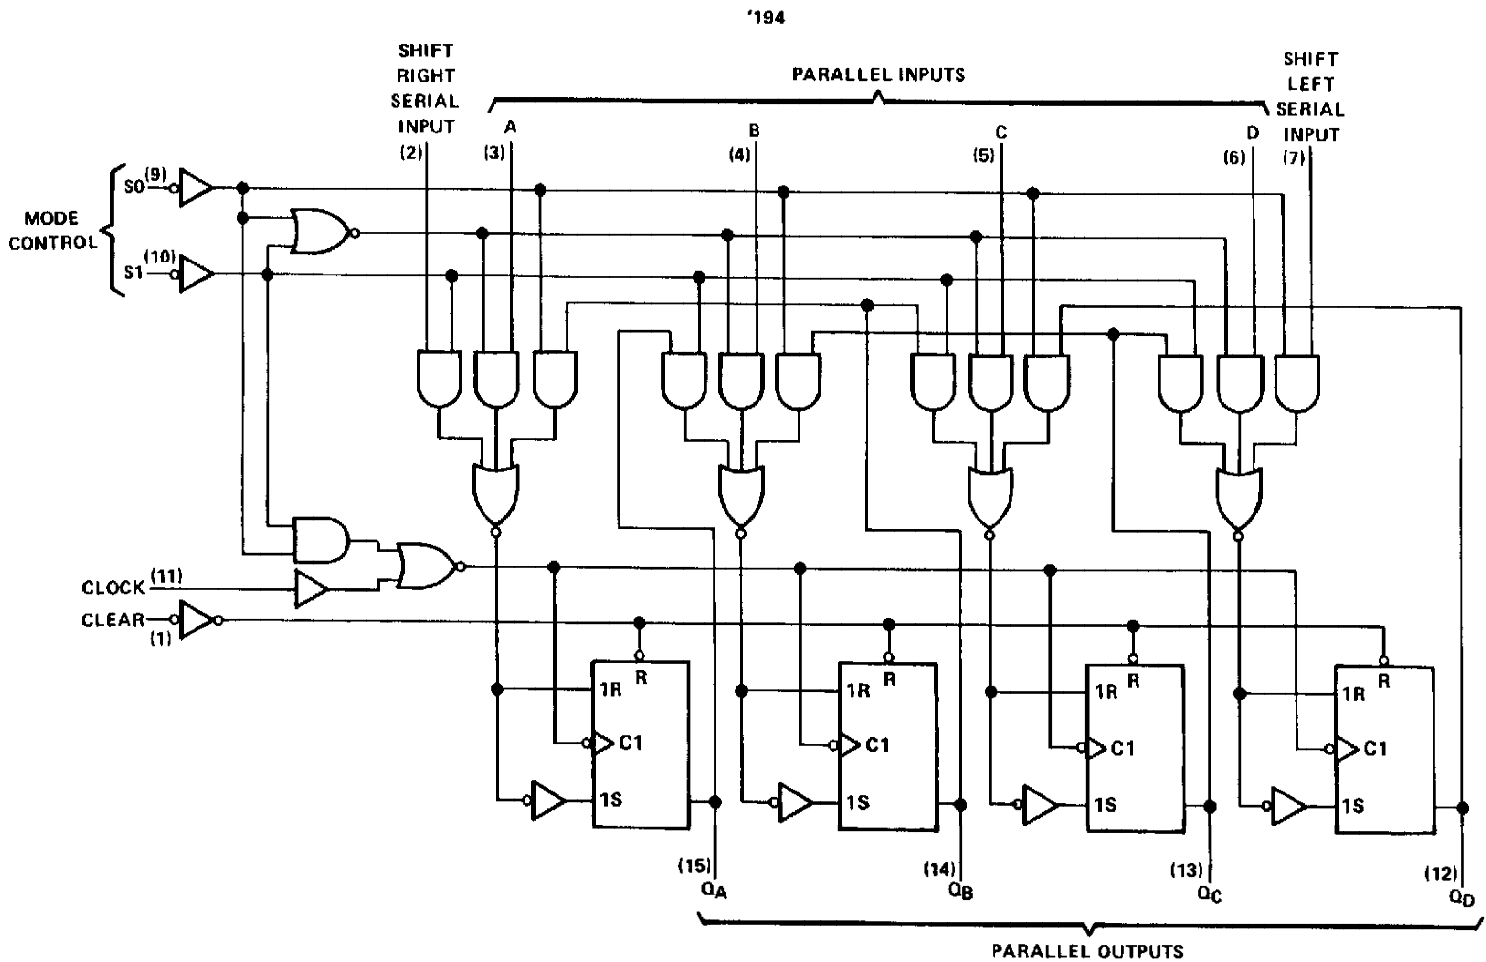 '194
SHIFT
RIGHT
SERIAL
INPUT
(2)
PARALLEL INPUTS
SHIFT
LEFT
SERIAL
INPUT
(7)
A
(3)
B
(4)
C
(5)
D
(6)
MODE
CONTROL
S0 (9)
S1 (10)
CLOCK (11)
CLEAR
(1)
R
1R
C1
1S
R
1R
C1
1S
R
1R
C1
1S
R
1R
C1
1S
(15)
QA
(14)
QB
(13)
QC
(12)
QD
PARALLEL OUTPUTS